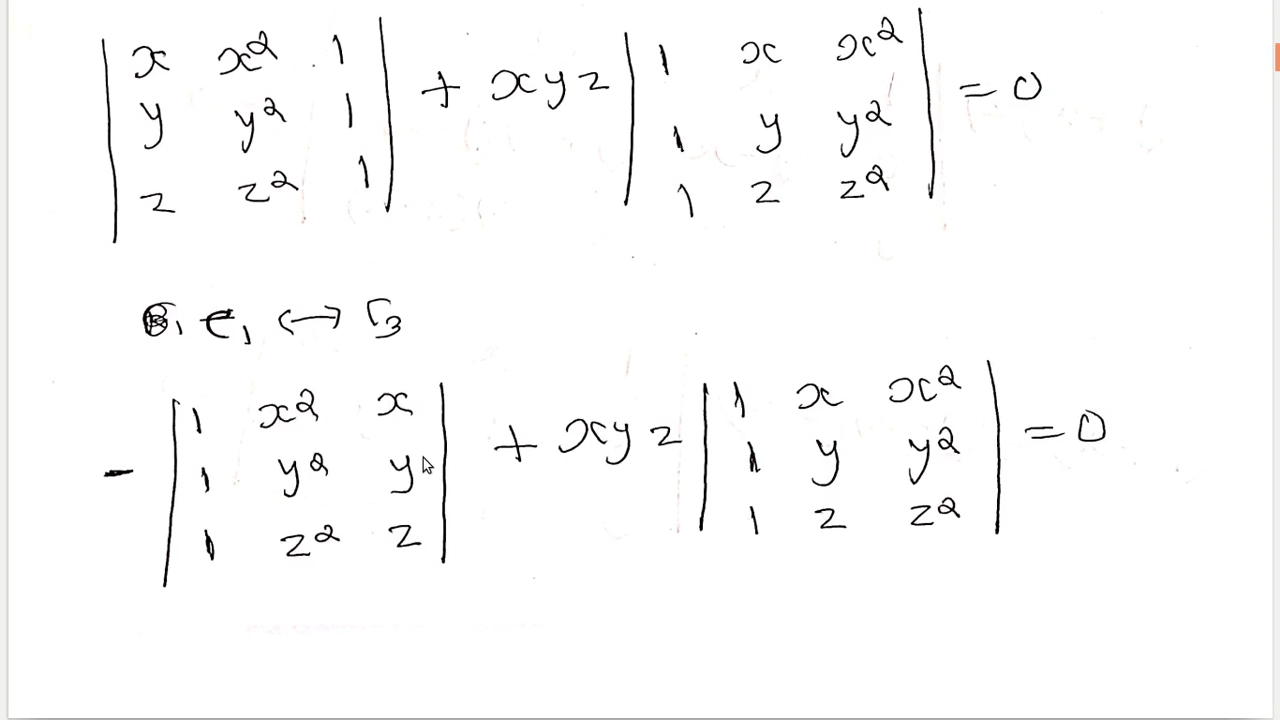 | x x² 1 | + xyz | 1 x x² | = 0
| y y² 1 | | 1 y y² |
| z z² 1 | | 1 z z² |
c₁ ↔ c₃
- | 1 x² x | + xyz | 1 x x² | = 0
| 1 y² y | | 1 y y² |
| 1 z² z | | 1 z z² |